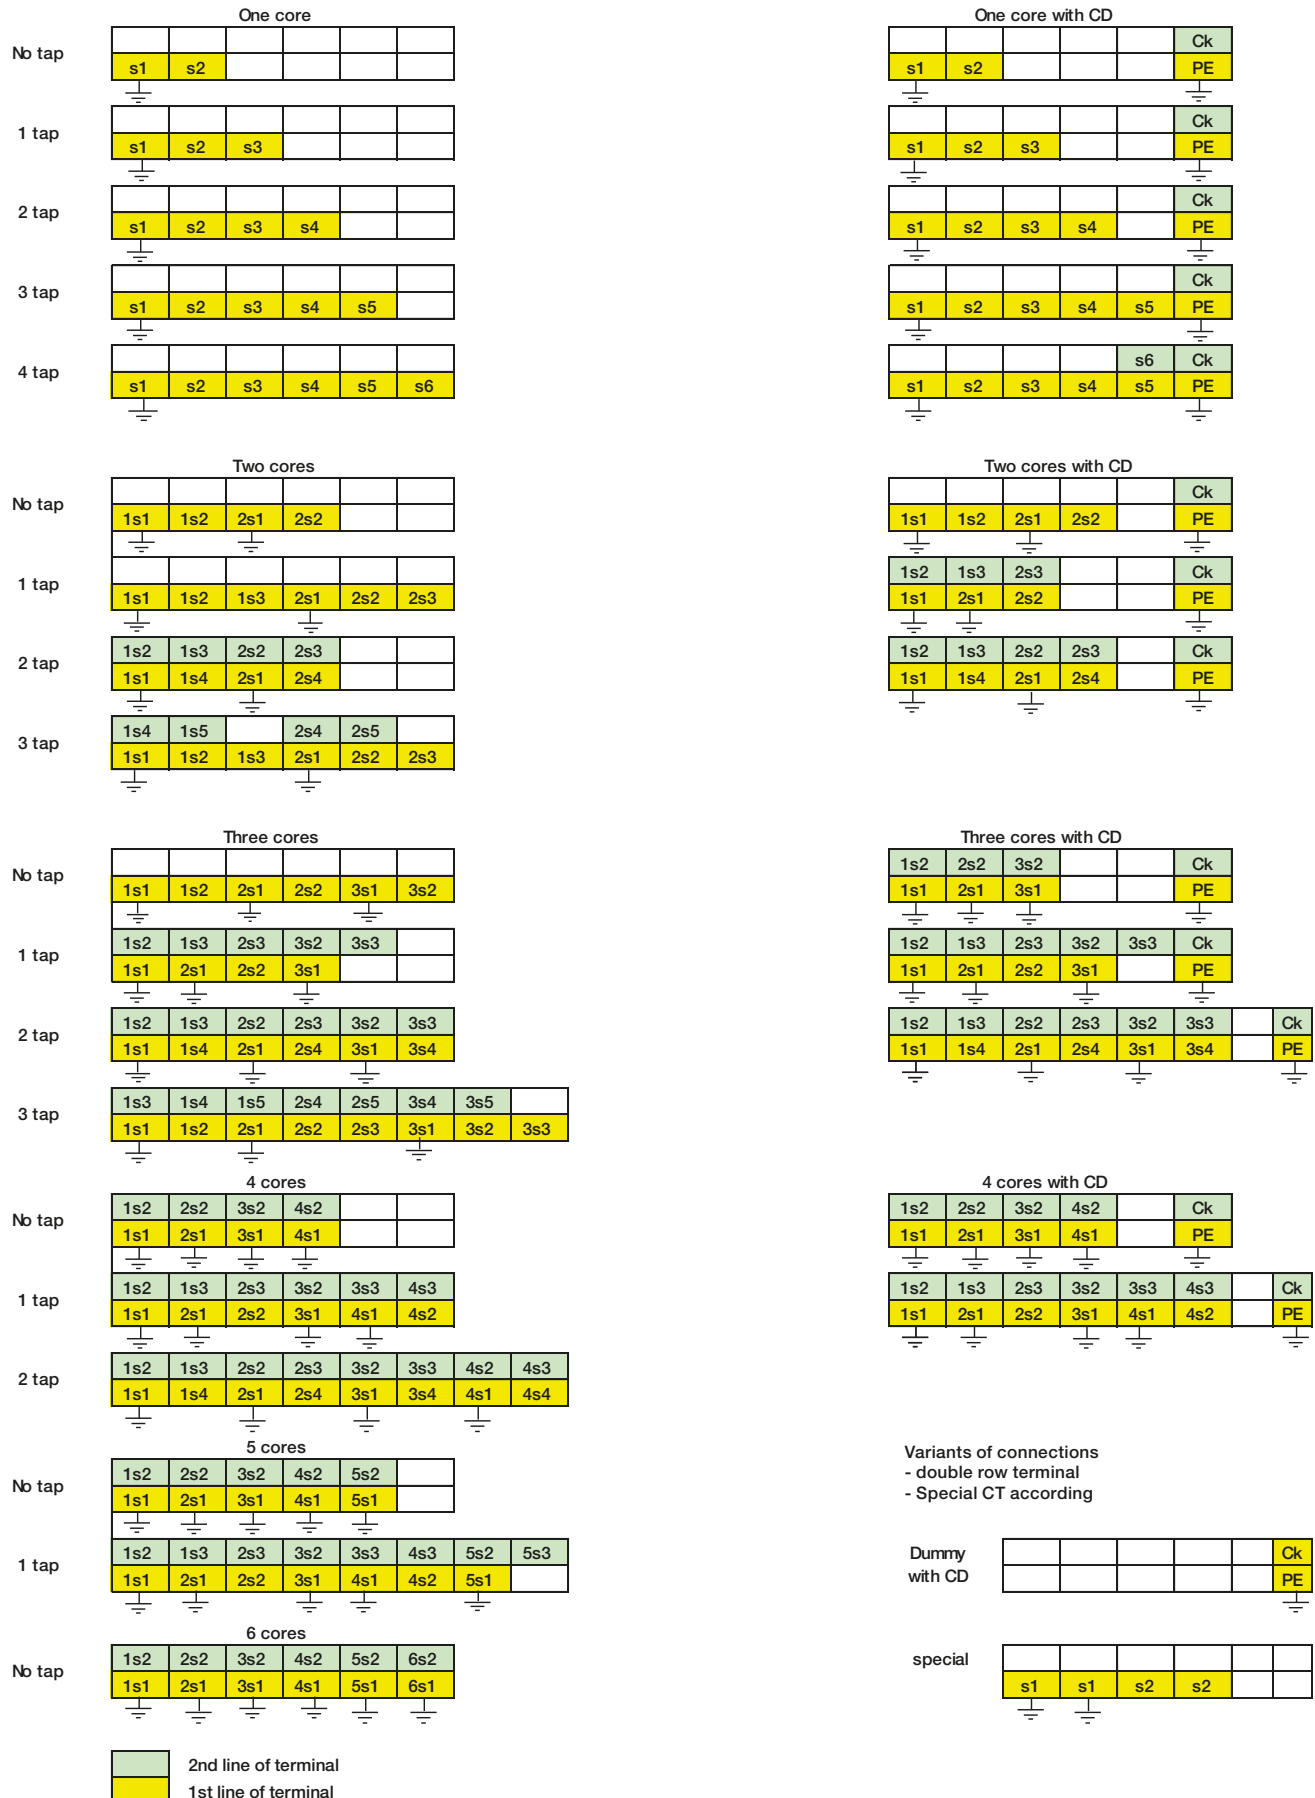 One core
No tap
s1 s2
1 tap
s1 s2 s3
2 tap
s1 s2 s3 s4
3 tap
s1 s2 s3 s4 s5
4 tap
s1 s2 s3 s4 s5 s6
One core with CD
Ck
s1 s2 PE
Ck
s1 s2 s3 PE
Ck
s1 s2 s3 s4 PE
Ck
s1 s2 s3 s4 s5 PE
s6 Ck
s1 s2 s3 s4 s5 PE
Two cores
No tap
1s1 1s2 2s1 2s2
1 tap
1s1 1s2 1s3 2s1 2s2 2s3
2 tap
1s2 1s3 2s2 2s3
1s1 1s4 2s1 2s4
3 tap
1s4 1s5 2s4 2s5
1s1 1s2 1s3 2s1 2s2 2s3
Two cores with CD
Ck
1s1 1s2 2s1 2s2 PE
1s2 1s3 2s3 Ck
1s1 2s1 2s2 PE
1s2 1s3 2s2 2s3 Ck
1s1 1s4 2s1 2s4 PE
Three cores
No tap
1s1 1s2 2s1 2s2 3s1 3s2
1 tap
1s2 1s3 2s3 3s2 3s3
1s1 2s1 2s2 3s1
2 tap
1s2 1s3 2s2 2s3 3s2 3s3
1s1 1s4 2s1 2s4 3s1 3s4
3 tap
1s3 1s4 1s5 2s4 2s5 3s4 3s5
1s1 1s2 2s1 2s2 2s3 3s1 3s2 3s3
Three cores with CD
1s2 2s2 3s2 Ck
1s1 2s1 3s1 PE
1s2 1s3 2s3 3s2 3s3 Ck
1s1 2s1 2s2 3s1 PE
1s2 1s3 2s2 2s3 3s2 3s3 Ck
1s1 1s4 2s1 2s4 3s1 3s4 PE
4 cores
No tap
1s2 2s2 3s2 4s2
1s1 2s1 3s1 4s1
1 tap
1s2 1s3 2s3 3s2 3s3 4s3
1s1 2s1 2s2 3s1 4s1 4s2
2 tap
1s2 1s3 2s2 2s3 3s2 3s3 4s2 4s3
1s1 1s4 2s1 2s4 3s1 3s4 4s1 4s4
4 cores with CD
1s2 2s2 3s2 4s2 Ck
1s1 2s1 3s1 4s1 PE
1s2 1s3 2s3 3s2 3s3 4s3 Ck
1s1 2s1 2s2 3s1 4s1 4s2 PE
5 cores
No tap
1s2 2s2 3s2 4s2 5s2
1s1 2s1 3s1 4s1 5s1
1 tap
1s2 1s3 2s3 3s2 3s3 4s3 5s2 5s3
1s1 2s1 2s2 3s1 4s1 4s2 5s1
6 cores
No tap
1s2 2s2 3s2 4s2 5s2 6s2
1s1 2s1 3s1 4s1 5s1 6s1
Variants of connections
- double row terminal
- Special CT according
Dummy
with CD
Ck
PE
special
s1 s1 s2 s2
2nd line of terminal
1st line of terminal